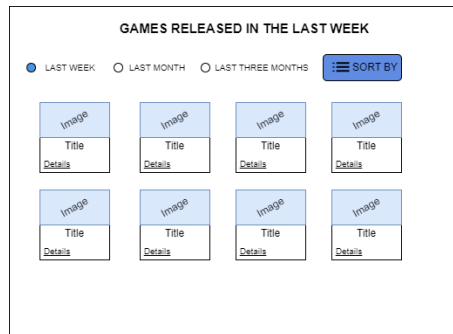 GAMES RELEASED IN THE LAST WEEK
LAST WEEK LAST MONTH LAST THREE MONTHS SORT BY
Image Image Image Image
Title Title Title Title
Details Details Details Details
Image Image Image Image
Title Title Title Title
Details Details Details Details